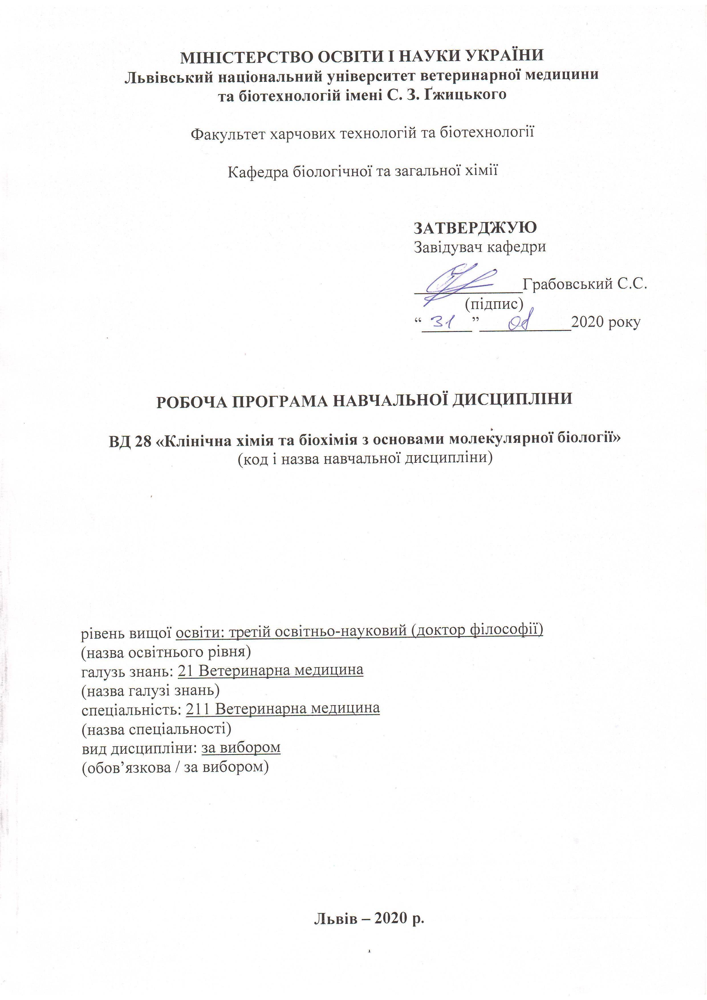 МІНІСТЕРСТВО ОСВІТИ І НАУКИ УКРАЇНИ
Львівський національний університет ветеринарної медицини
та біотехнологій імені С. З. Ґжицького
Факультет харчових технологій та біотехнології
Кафедра біологічної та загальної хімії
ЗАТВЕРДЖУЮ
Завідувач кафедри
_____________Грабовський С.С.
(підпис)
“ 31 ” 08 2020 року
РОБОЧА ПРОГРАМА НАВЧАЛЬНОЇ ДИСЦИПЛІНИ
ВД 28 «Клінічна хімія та біохімія з основами молекулярної біології»
(код і назва навчальної дисципліни)
рівень вищої освіти: третій освітньо-науковий (доктор філософії)
(назва освітнього рівня)
галузь знань: 21 Ветеринарна медицина
(назва галузі знань)
спеціальність: 211 Ветеринарна медицина
(назва спеціальності)
вид дисципліни: за вибором
(обов’язкова / за вибором)
Львів – 2020 р.
1